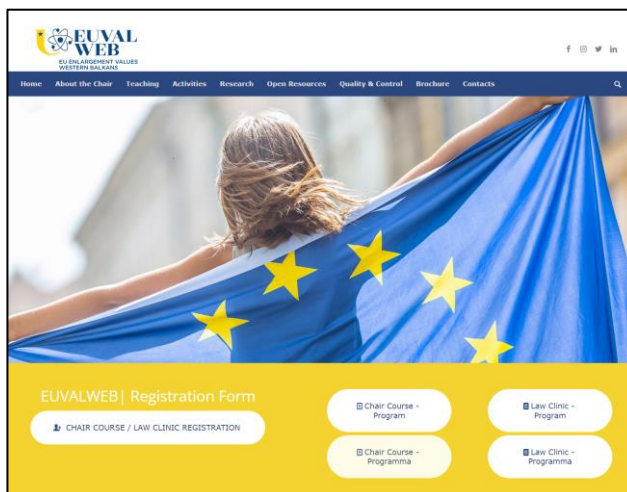 EUVAL
WEB
EU ENLARGEMENT VALUES
WESTERN BALKANS
Home About the Chair Teaching Activities Research Open Resources Quality & Control Brochure Contacts
EUVALWEB| Registration Form
CHAIR COURSE / LAW CLINIC REGISTRATION
Chair Course -
Program
Law Clinic -
Program
Chair Course -
Programma
Law Clinic -
Programma